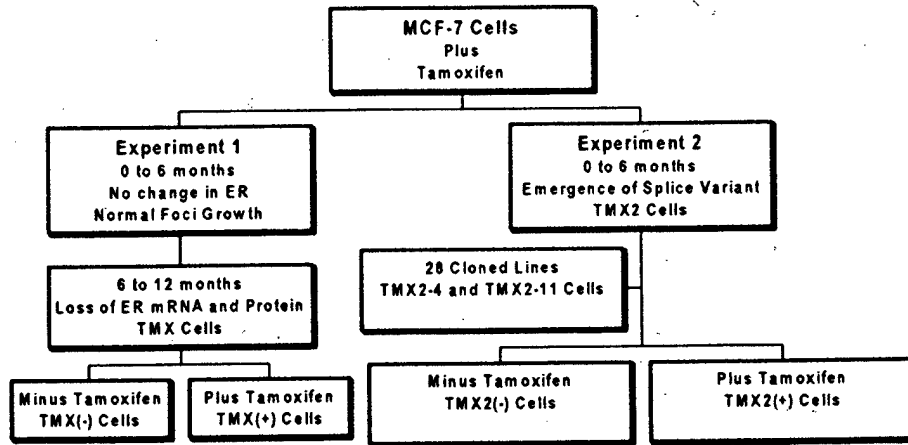 MCF-7 Cells
Plus
Tamoxifen
Experiment 1
0 to 6 months
No change in ER
Normal Foci Growth
Experiment 2
0 to 6 months
Emergence of Splice Variant
TMX2 Cells
6 to 12 months
Loss of ER mRNA and Protein
TMX Cells
28 Cloned Lines
TMX2-4 and TMX2-11 Cells
Minus Tamoxifen
TMX(-) Cells
Plus Tamoxifen
TMX(+) Cells
Minus Tamoxifen
TMX2(-) Cells
Plus Tamoxifen
TMX2(+) Cells